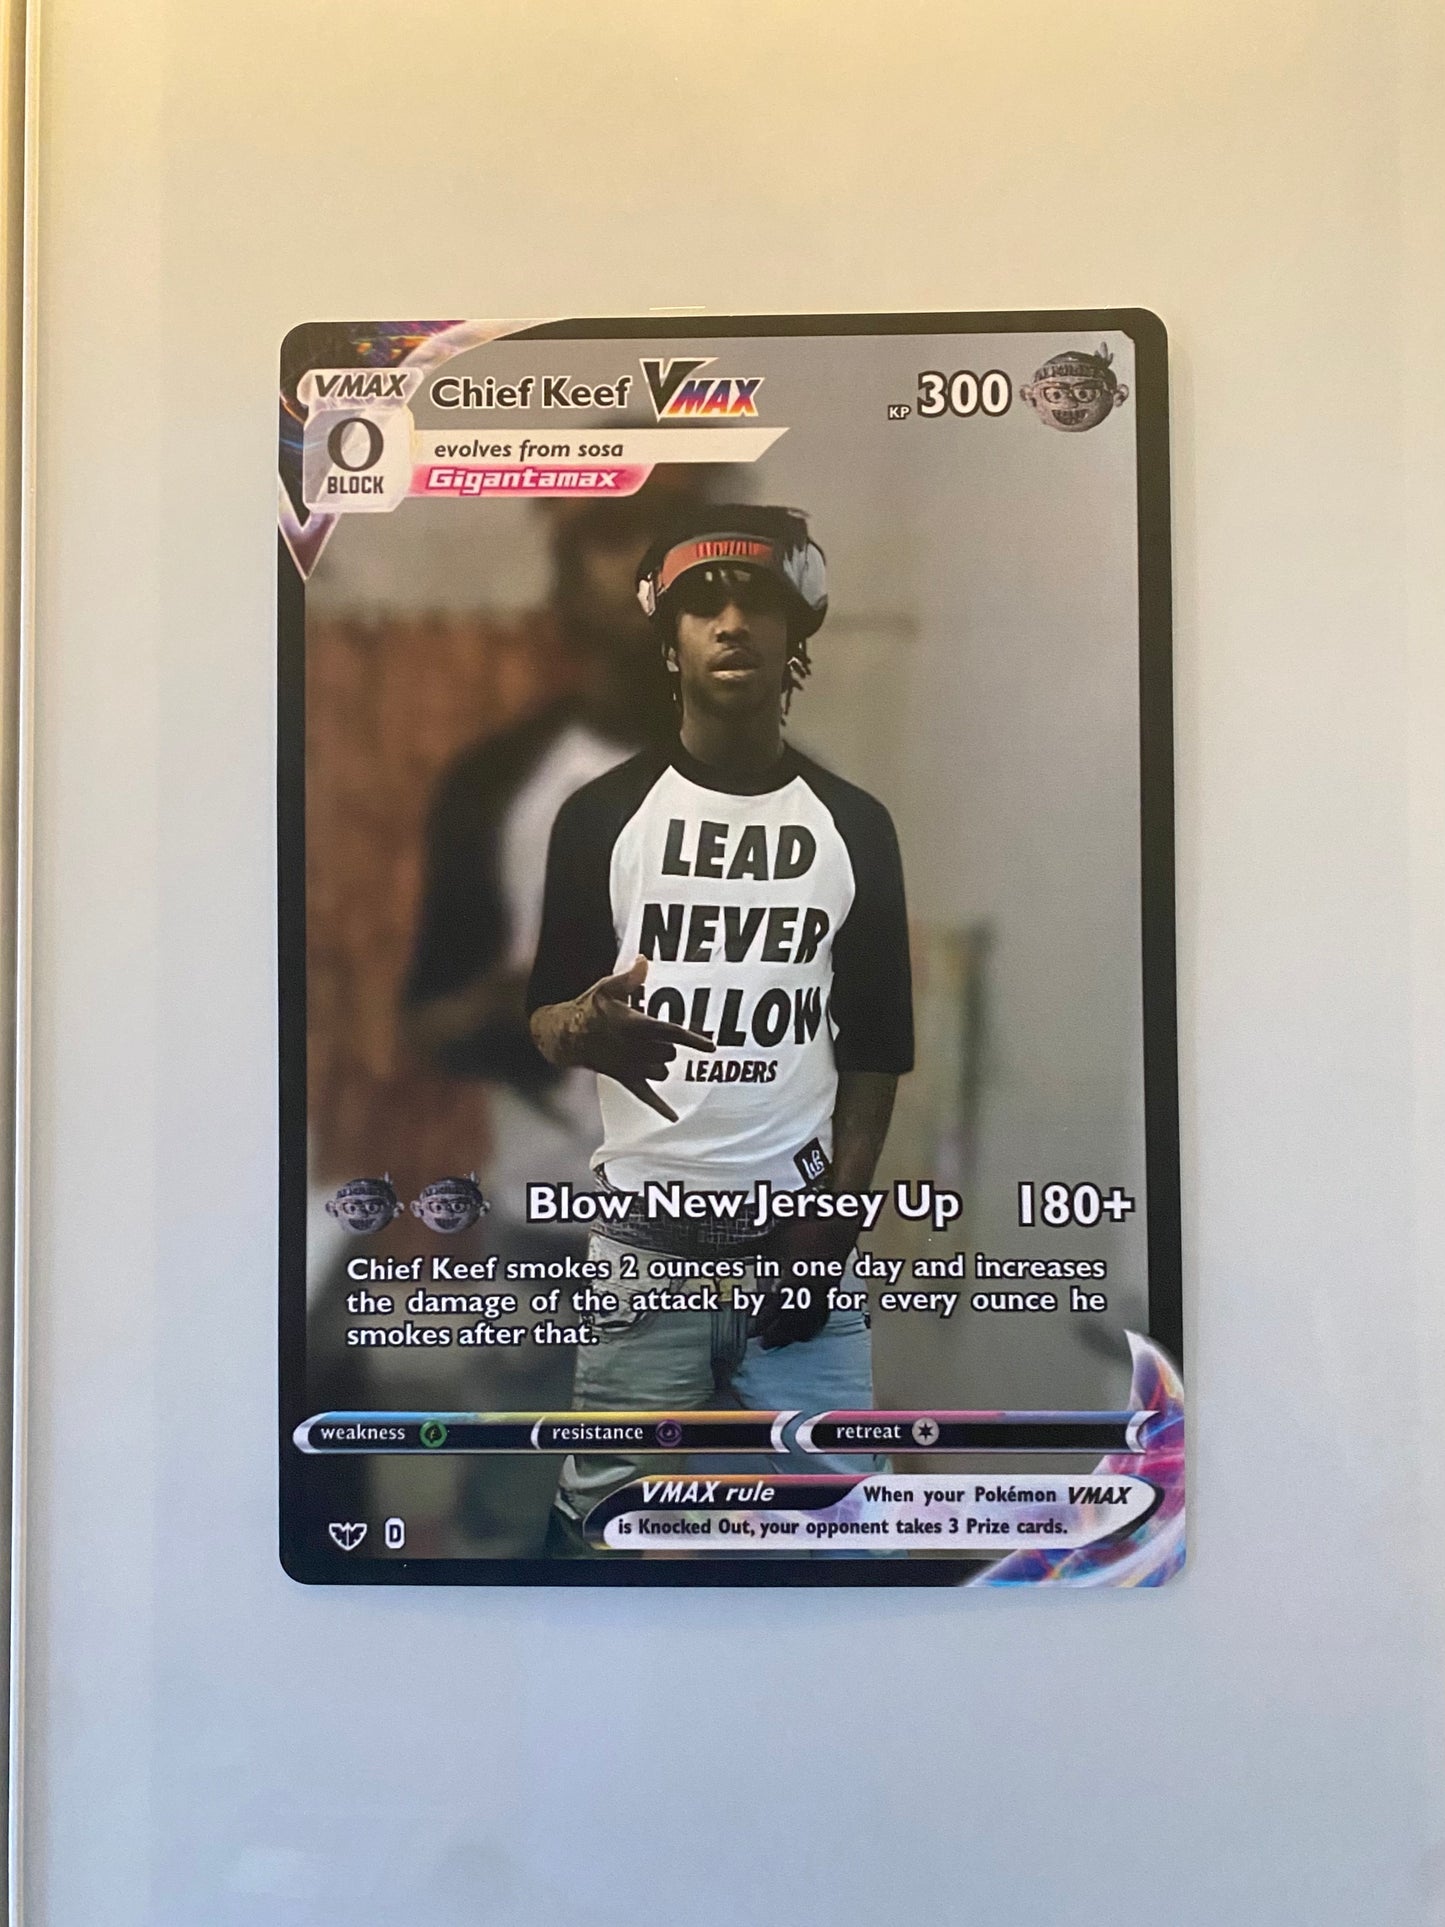 VMAX Chief Keef VMAX KP 300
O
BLOCK
evolves from sosa
Gigantamax
LEAD
NEVER
FOLLOW
LEADERS
Blow New Jersey Up 180+
Chief Keef smokes 2 ounces in one day and increases
the damage of the attack by 20 for every ounce he
smokes after that.
weakness resistance retreat
VMAX rule When your Pokémon VMAX
is Knocked Out, your opponent takes 3 Prize cards.
D